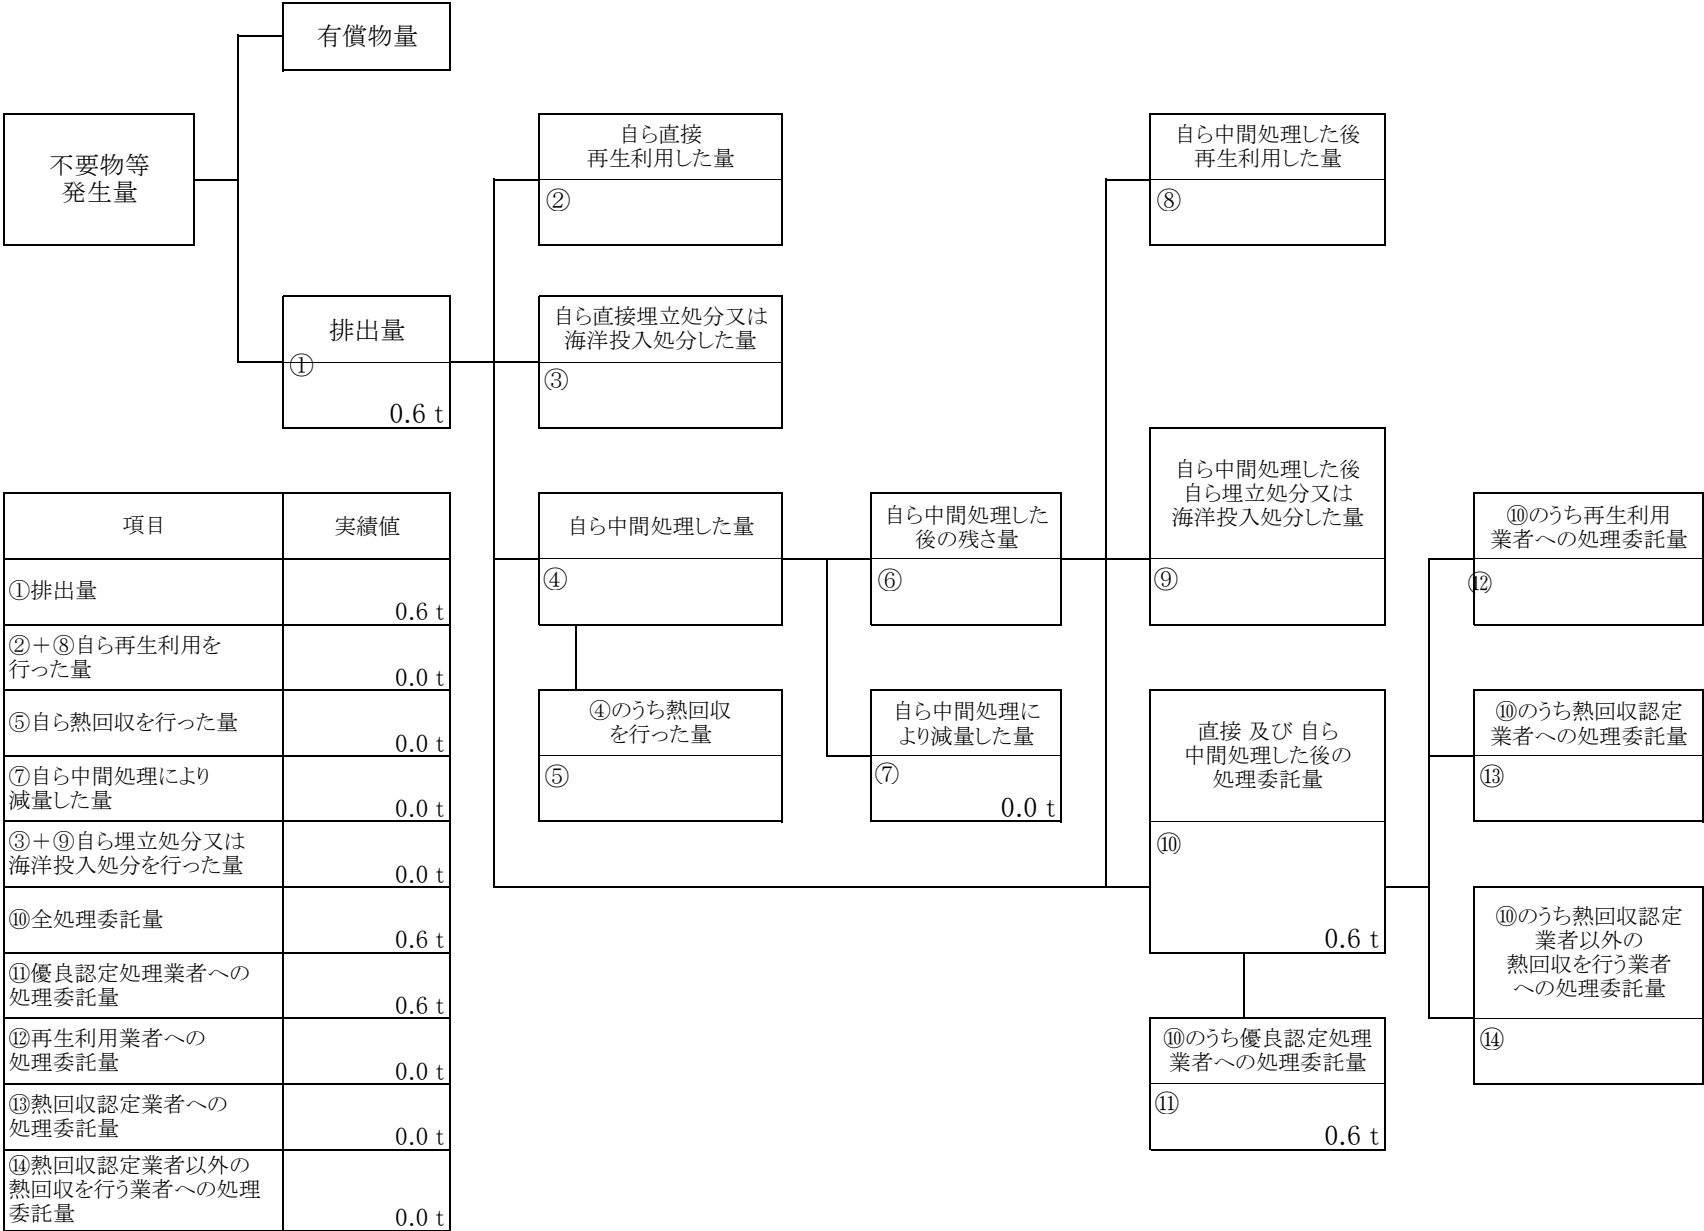 有償物量
不要物等
発生量
自ら直接
再生利用した量
②
自ら中間処理した後
再生利用した量
⑧
排出量
①
0.6 t
自ら直接埋立処分又は
海洋投入処分した量
③
自ら中間処理した量
④
自ら中間処理した
後の残さ量
⑥
自ら中間処理した後
自ら埋立処分又は
海洋投入処分した量
⑨
⑩のうち再生利用
業者への処理委託量
⑫
④のうち熱回収
を行った量
⑤
自ら中間処理に
より減量した量
⑦
0.0 t
直接 及び 自ら
中間処理した後の
処理委託量
⑩
0.6 t
⑩のうち熱回収認定
業者への処理委託量
⑬
⑩のうち熱回収認定
業者以外の
熱回収を行う業者
への処理委託量
⑭
⑩のうち優良認定処理
業者への処理委託量
⑪
0.6 t
項目 実績値
①排出量
0.6 t
②＋⑧自ら再生利用を
行った量
0.0 t
⑤自ら熱回収を行った量
0.0 t
⑦自ら中間処理により
減量した量
0.0 t
③＋⑨自ら埋立処分又は
海洋投入処分を行った量
0.0 t
⑩全処理委託量
0.6 t
⑪優良認定処理業者への
処理委託量
0.6 t
⑫再生利用業者への
処理委託量
0.0 t
⑬熱回収認定業者への
処理委託量
0.0 t
⑭熱回収認定業者以外の
熱回収を行う業者への処理
委託量
0.0 t